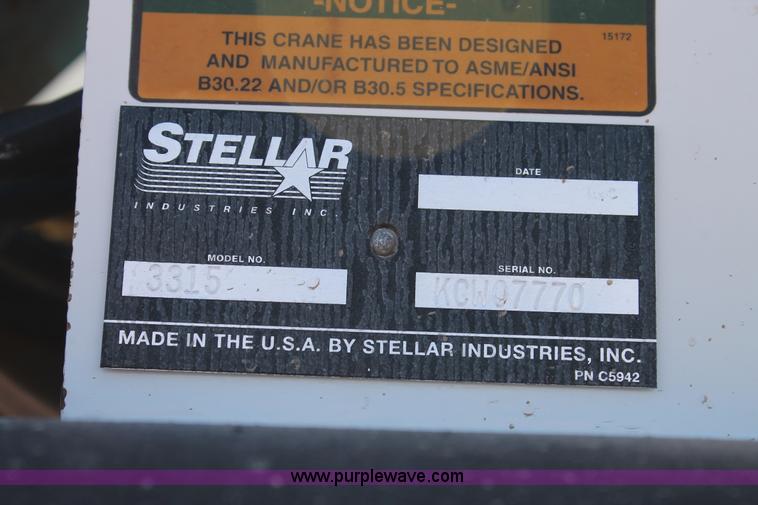 -NOTICE-
15172
THIS CRANE HAS BEEN DESIGNED
AND MANUFACTURED TO ASME/ANSI
B30.22 AND/OR B30.5 SPECIFICATIONS.
STELLAR
INDUSTRIES INC.
DATE
MODEL NO.
3315
SERIAL NO.
KCW97770
MADE IN THE U.S.A. BY STELLAR INDUSTRIES, INC.
PN C5942
www.purplewave.com